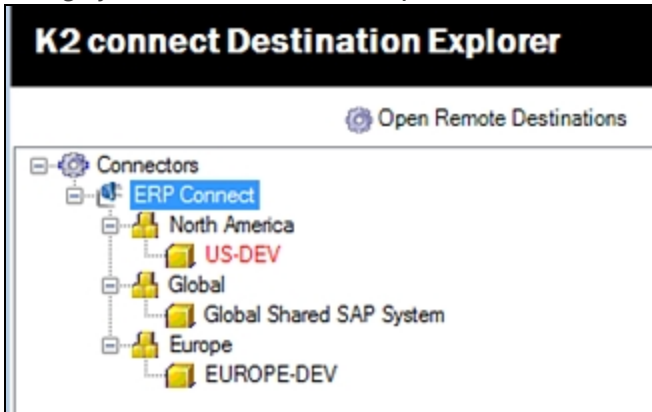 K2 connect Destination Explorer
Open Remote Destinations
Connectors
ERP Connect
North America
US-DEV
Global
Global Shared SAP System
Europe
EUROPE-DEV